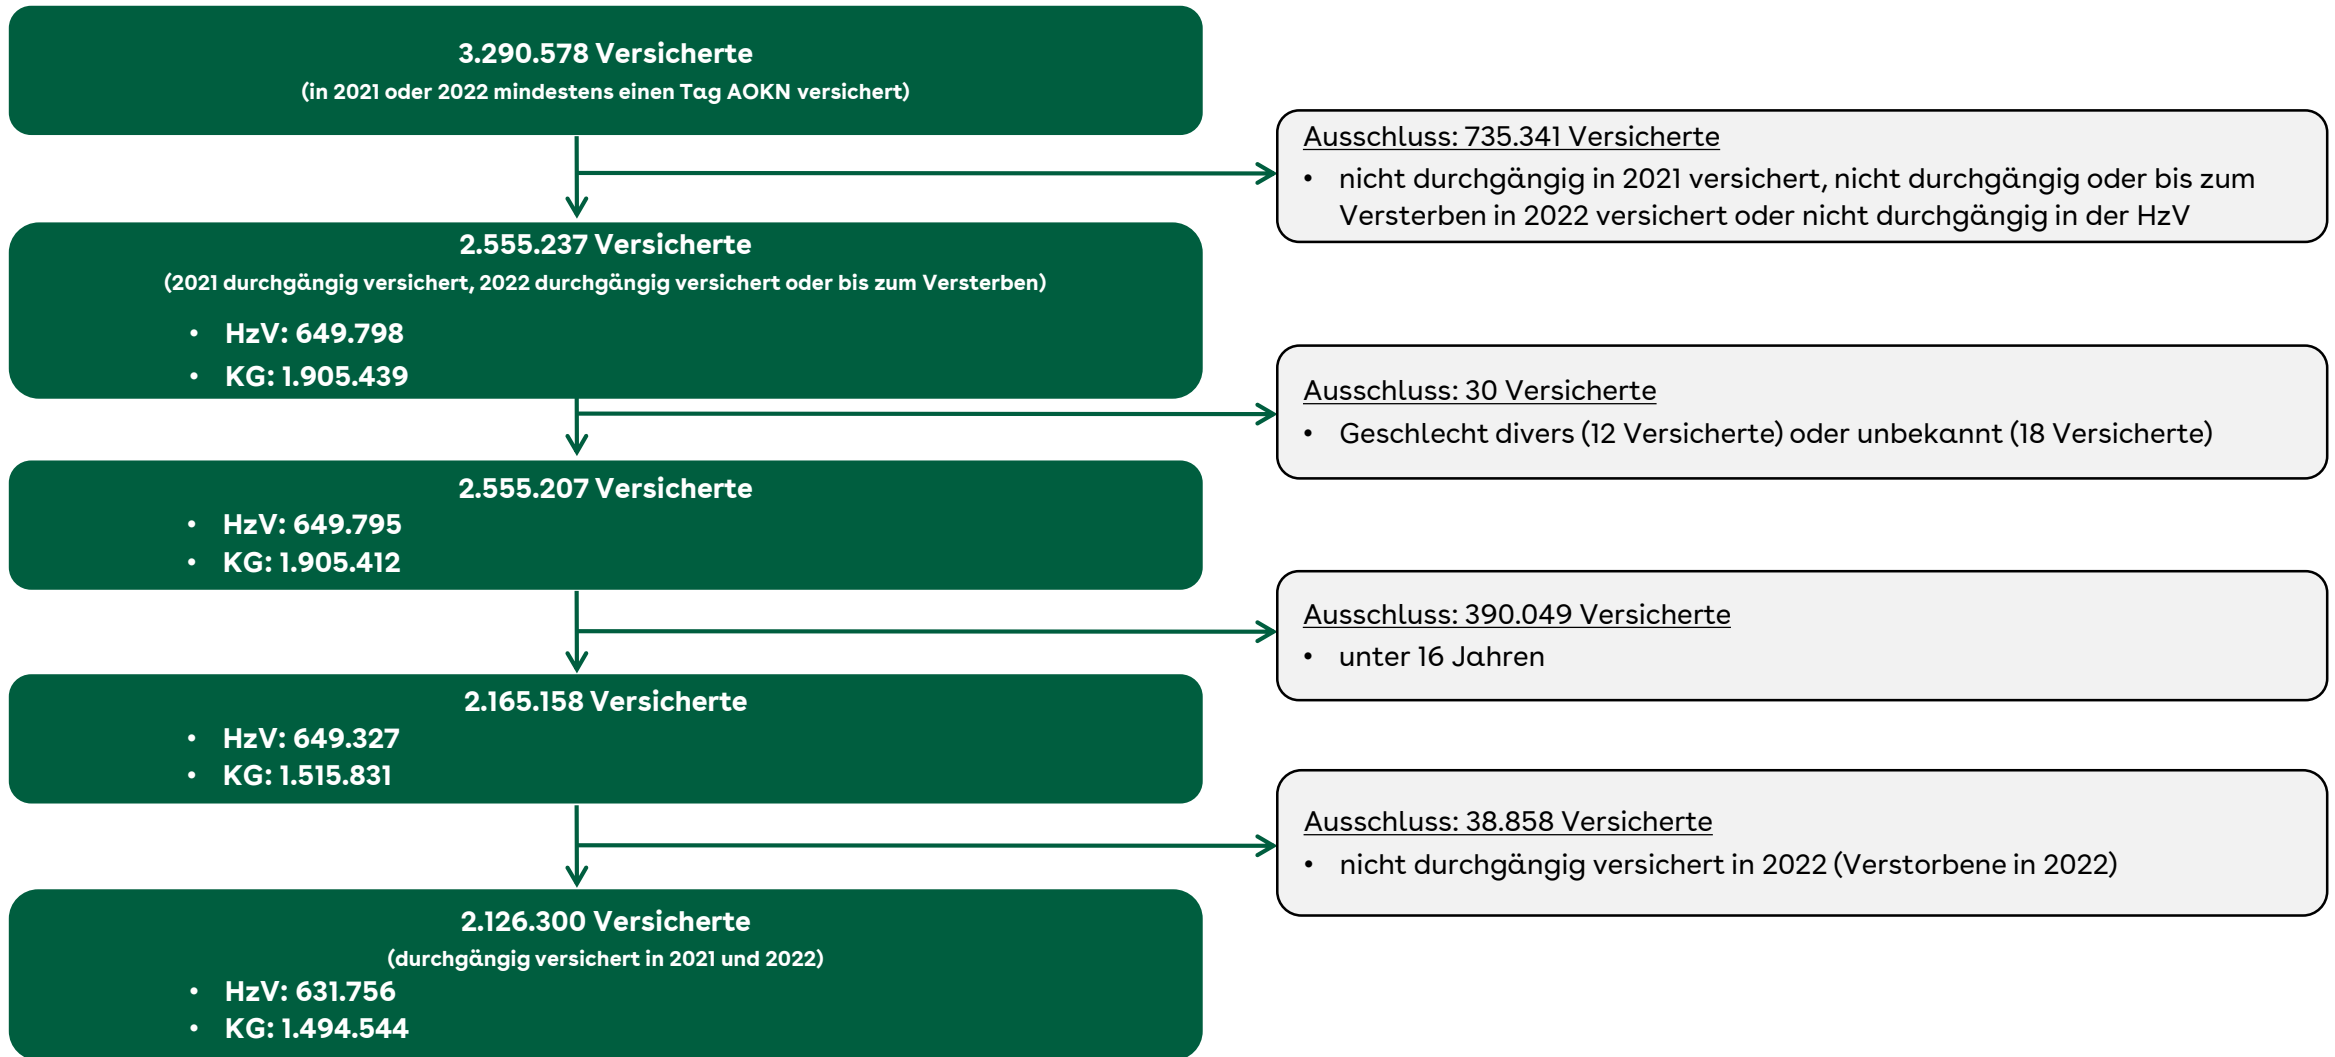 3.290.578 Versicherte
(in 2021 oder 2022 mindestens einen Tag AOKN versichert)
Ausschluss: 735.341 Versicherte
• nicht durchgängig in 2021 versichert, nicht durchgängig oder bis zum
Versterben in 2022 versichert oder nicht durchgängig in der HzV
2.555.237 Versicherte
(2021 durchgängig versichert, 2022 durchgängig versichert oder bis zum Versterben)
• HzV: 649.798
• KG: 1.905.439
Ausschluss: 30 Versicherte
• Geschlecht divers (12 Versicherte) oder unbekannt (18 Versicherte)
2.555.207 Versicherte
• HzV: 649.795
• KG: 1.905.412
Ausschluss: 390.049 Versicherte
• unter 16 Jahren
2.165.158 Versicherte
• HzV: 649.327
• KG: 1.515.831
Ausschluss: 38.858 Versicherte
• nicht durchgängig versichert in 2022 (Verstorbene in 2022)
2.126.300 Versicherte
(durchgängig versichert in 2021 und 2022)
• HzV: 631.756
• KG: 1.494.544